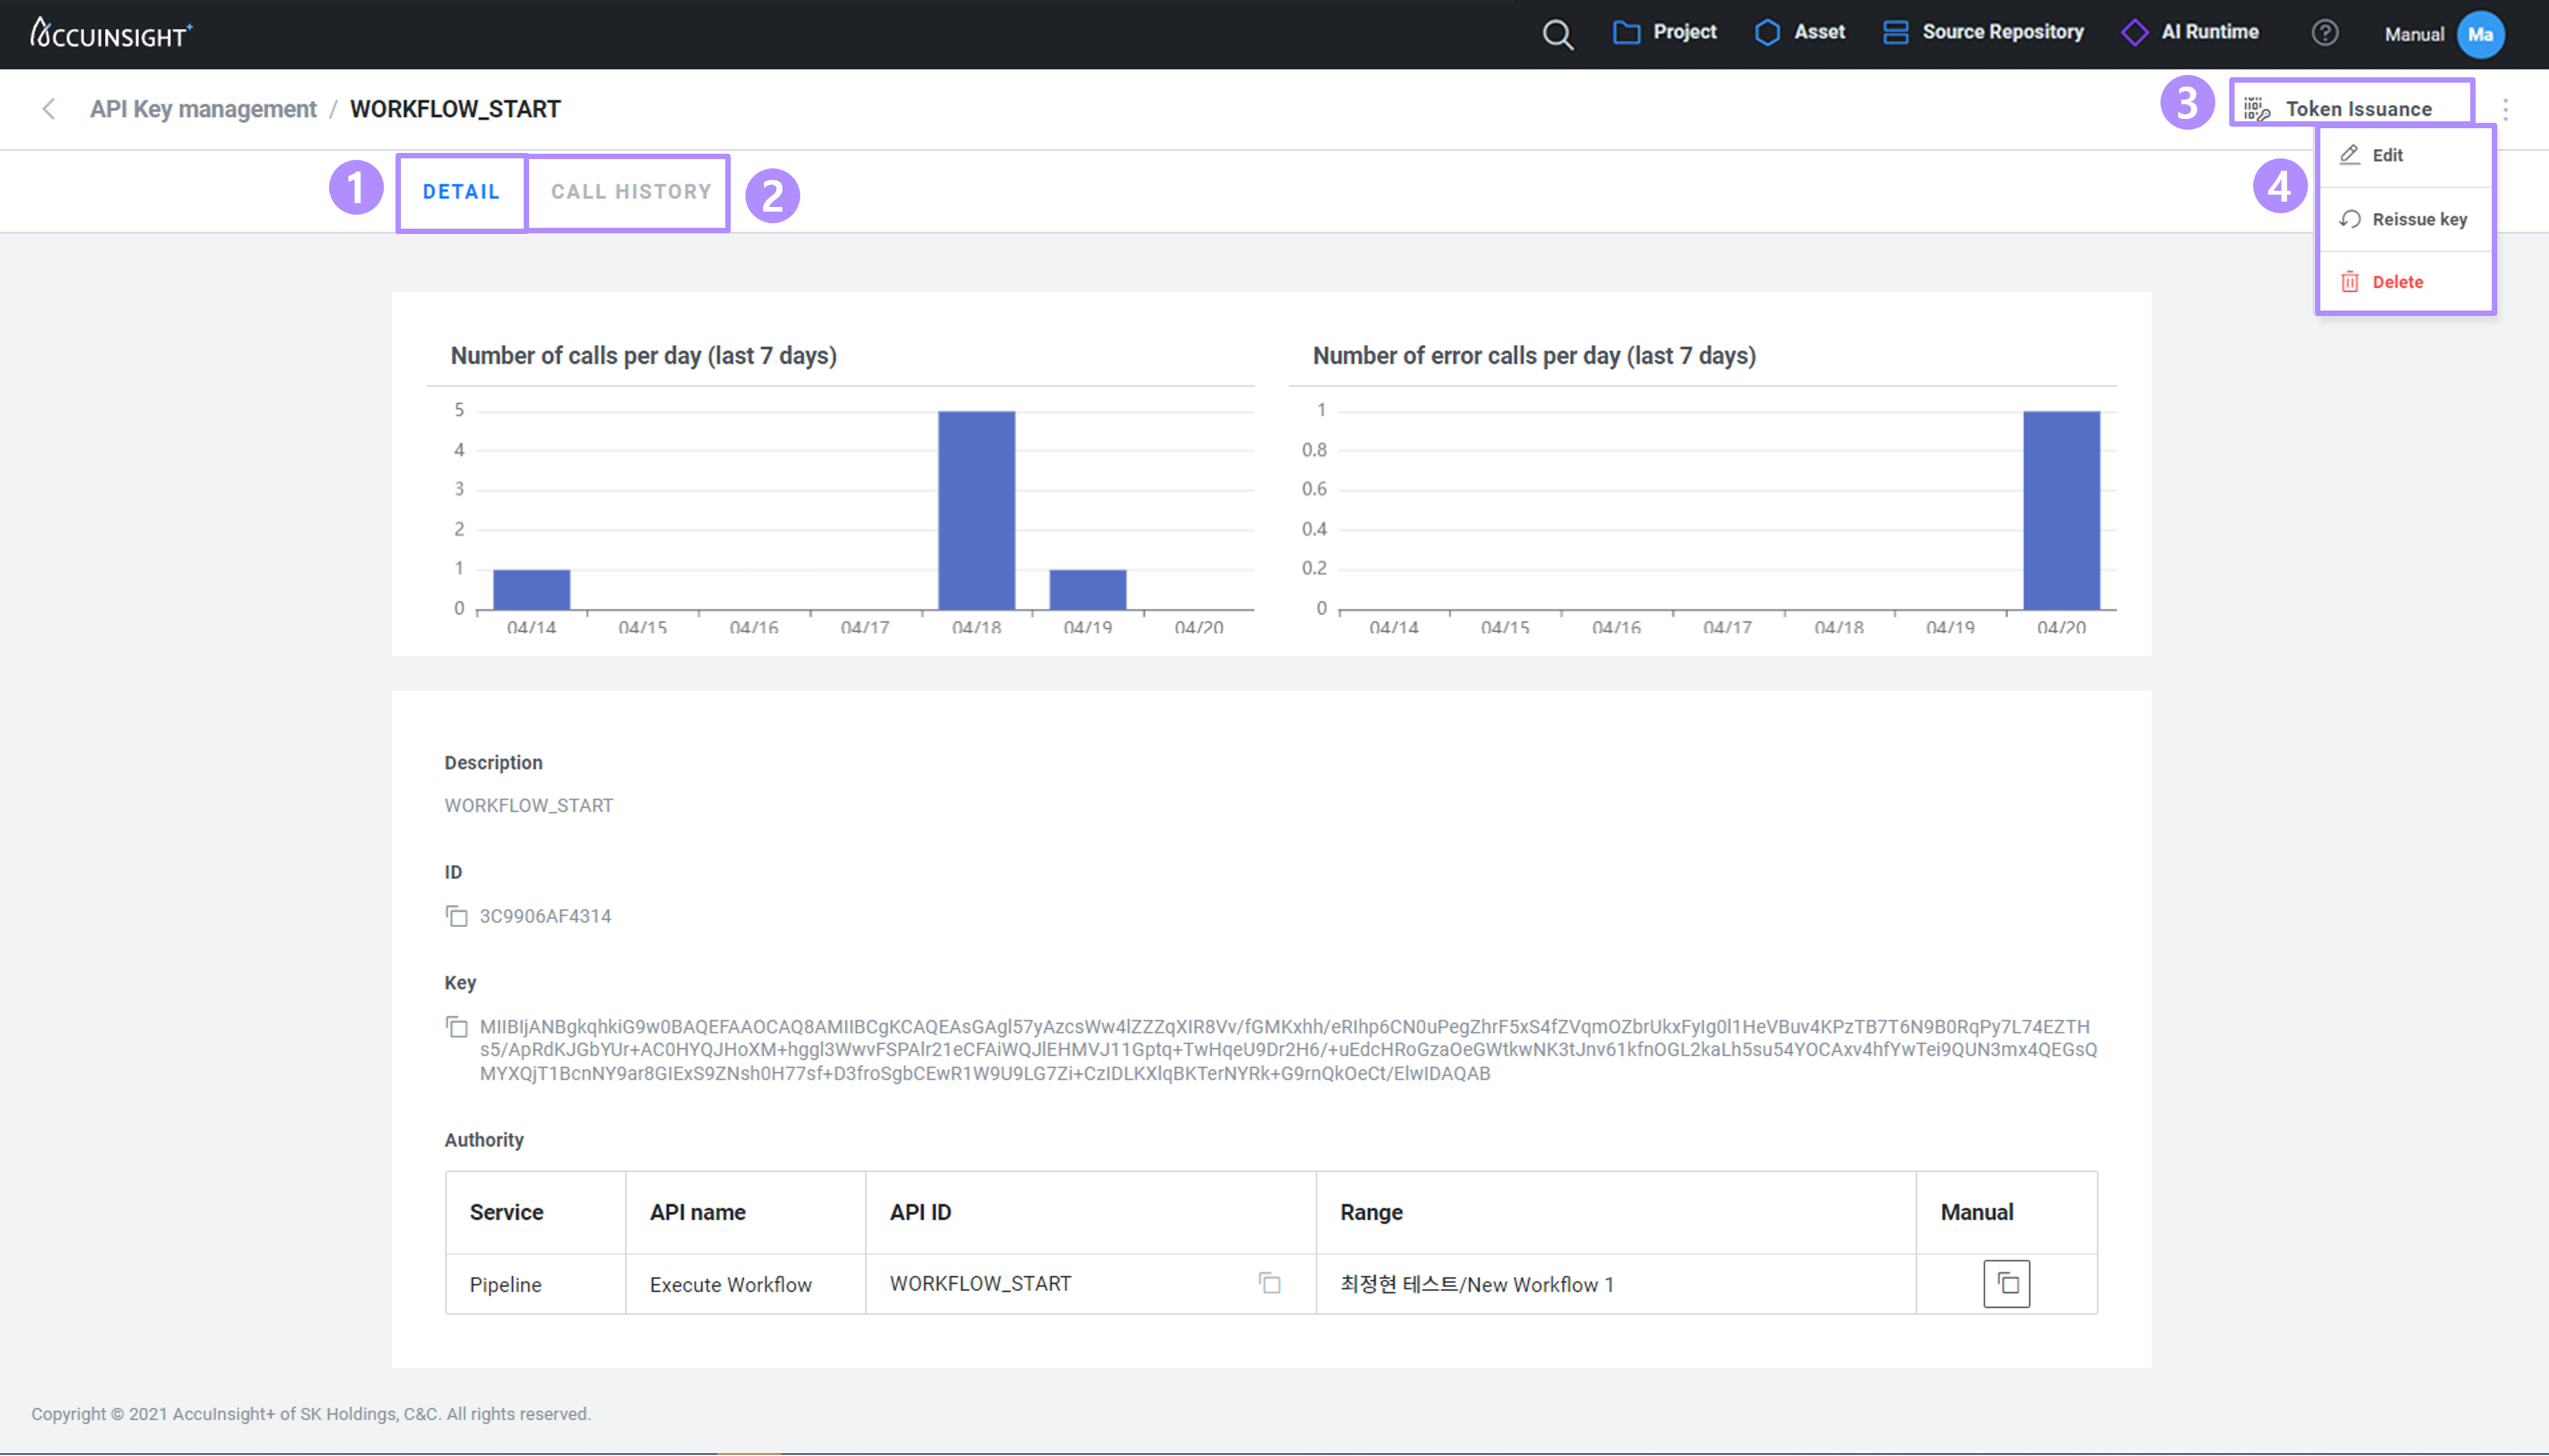 ACCUINSIGHT+
Project
Asset
Source Repository
AI Runtime
?
Manual
Ma
API Key management / WORKFLOW_START
3
Token Issuance
1
DETAIL
CALL HISTORY
2
4
Edit
Reissue key
Delete
Number of calls per day (last 7 days)
5
4
3
2
1
0
04/14
04/15
04/16
04/17
04/18
04/19
04/20
Number of error calls per day (last 7 days)
1
0.8
0.6
0.4
0.2
0
04/14
04/15
04/16
04/17
04/18
04/19
04/20
Description
WORKFLOW_START
ID
3C9906AF4314
Key
MIIBIjANBgkqhkiG9w0BAQEFAAOCAQ8AMIIBCgKCAQEAsGAgl57yAzcsWw4lZZZqXIR8Vv/fGMKxhh/eRIhp6CN0uPegZhrF5xS4fZVqmOZbrUkxFyIg0l1HeVBuv4KPzTB7T6N9B0RqPy7L74EZTH
s5/ApRdKJGbYUr+AC0HYQJHoXM+hggl3WwvFSPAlr21eCFAiWQJlEHMVJ11Gptq+TwHqeU9Dr2H6/+uEdcHRoGzaOeGWtkwNK3tJnv61kfnOGL2kaLh5su54YOCAxv4hfYwTei9QUN3mx4QEGsQ
MYXQjT1BcnNY9ar8GIExS9ZNsh0H77sf+D3froSgbCEwR1W9U9LG7Zi+CzIDLKXlqBKTerNYRk+G9rnQkOeCt/ElwIDAQAB
Authority
Service
API name
API ID
Range
Manual
Pipeline
Execute Workflow
WORKFLOW_START
최정현 테스트/New Workflow 1
Copyright © 2021 AccuInsight+ of SK Holdings, C&C. All rights reserved.